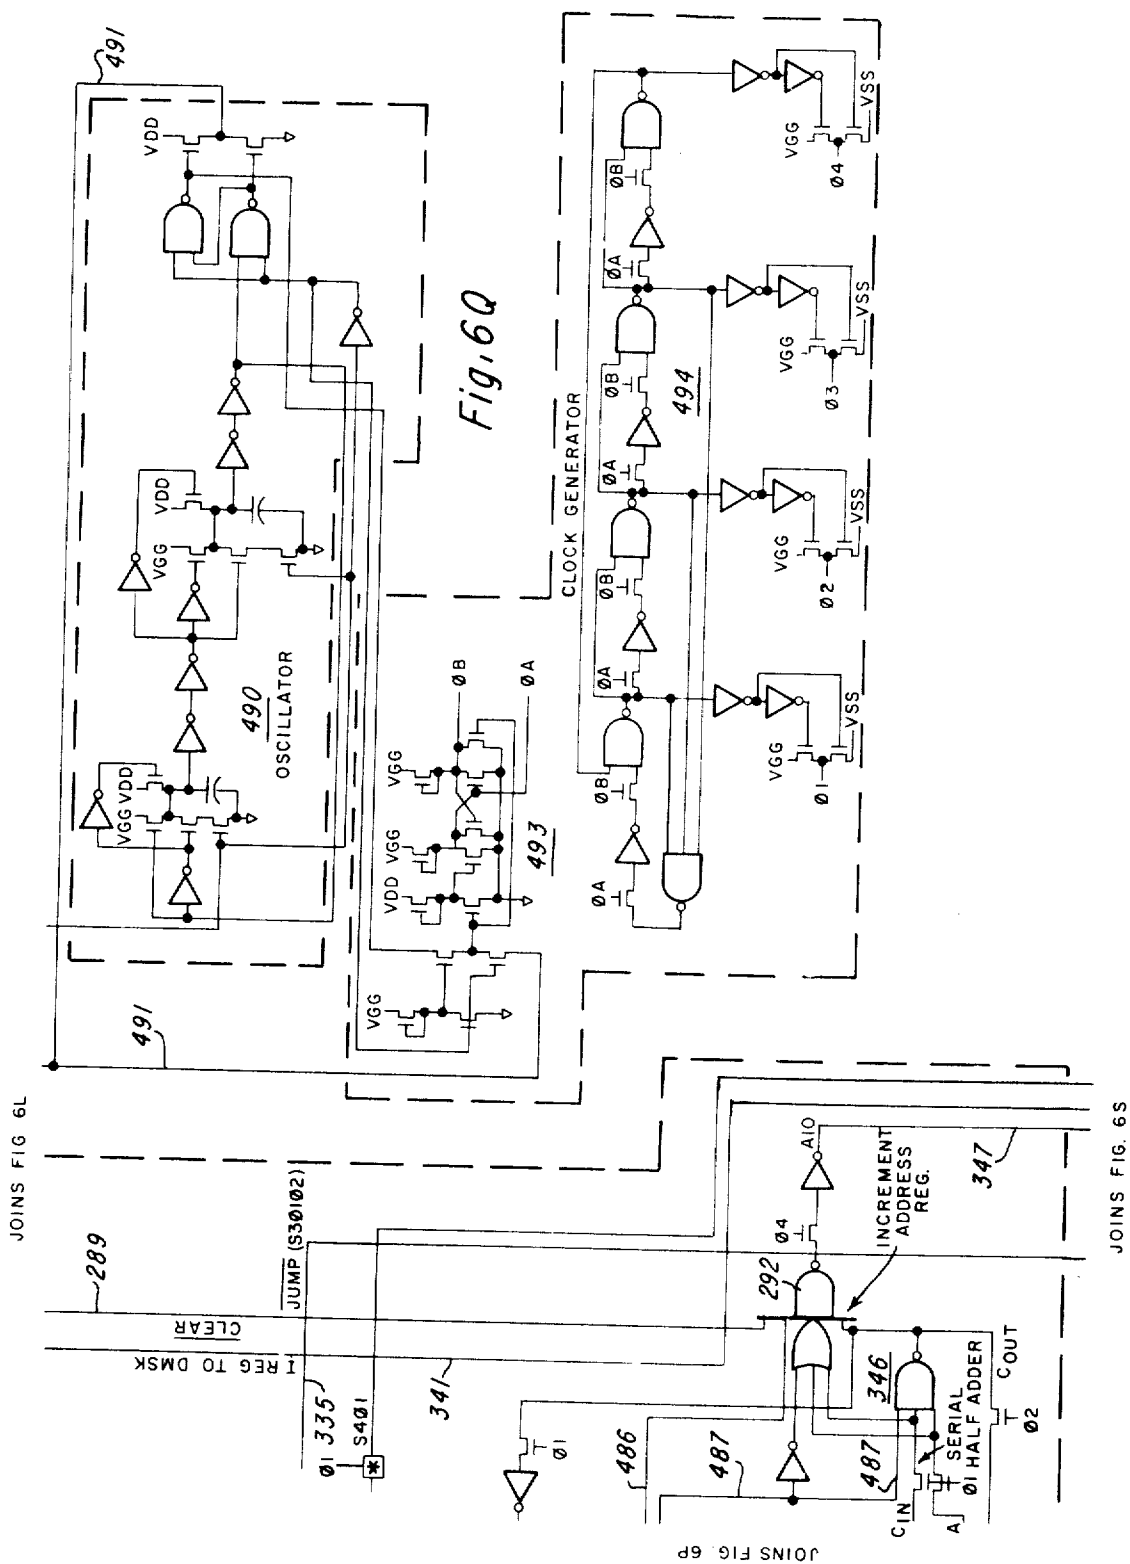 JOINS FIG 6L
491
491
VDD
VDD
VGG
VDD
VGG
490
OSCILLATOR
Fig. 6Q
VGG
VDD
VGG
VGG
ØB
ØA
493
CLOCK GENERATOR
ØA
ØB
ØA
ØB
ØA
ØB
ØA
ØB
494
VGG
Ø1
VSS
VGG
Ø2
VSS
VGG
Ø3
VSS
VGG
Ø4
VSS
289
CLEAR
JUMP (S30102)
I REG TO DMSK
335
Ø1
S401
*
341
Ø1
486
487
487
CIN
A
Ø1
SERIAL
HALF ADDER
346
COUT
Ø2
292
Ø4
A10
INCREMENT
ADDRESS
REG.
347
JOINS FIG. 6P
JOINS FIG. 6S